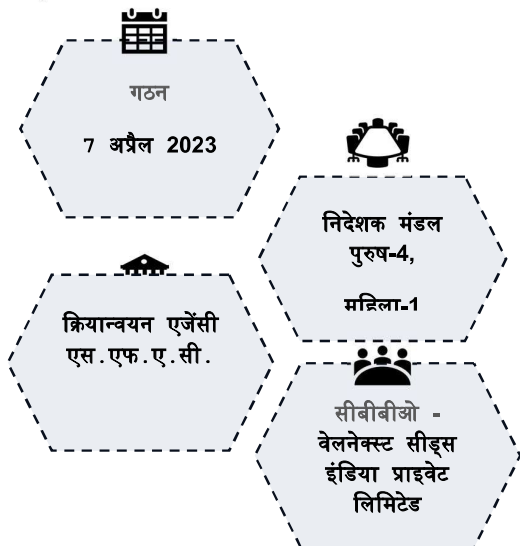 गठन
7 अप्रैल 2023
निदेशक मंडल
पुरुष-4,
महिला-1
क्रियान्वयन एजेंसी
एस.एफ.ए.सी.
सीबीबीओ -
वेलनेक्स्ट सीड्स
इंडिया प्राइवेट
लिमिटेड